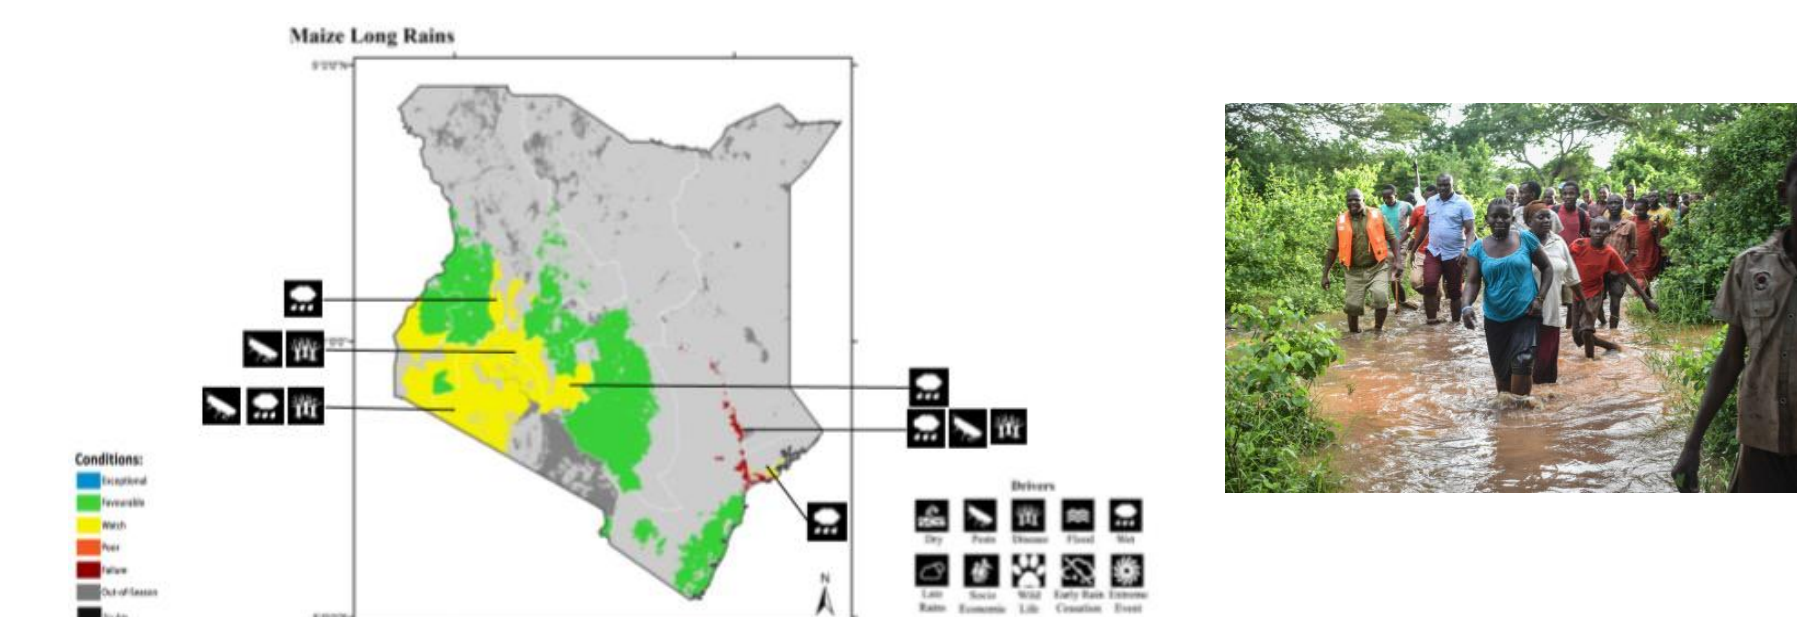 Maize Long Rains
Conditions:
Exceptional
Favourable
Watch
Poor
Failure
Out-of-Season
N
Drivers
Dry Pests Disease Flood Wet
Late Rains Socio Economic Wild Life Early Rain Cessation Extreme Event